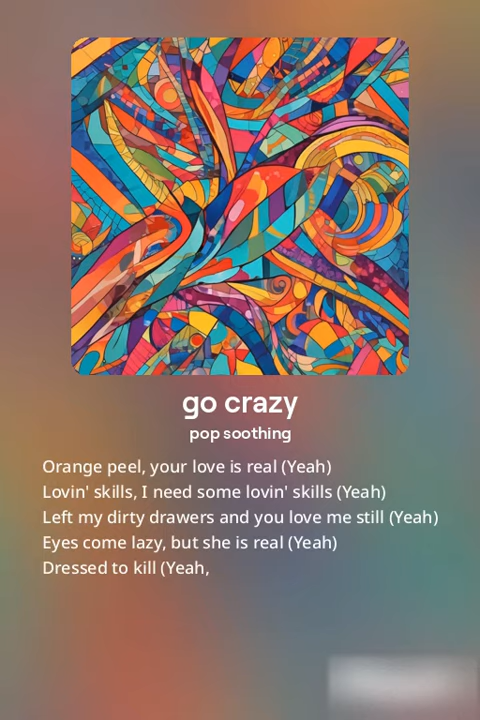 go crazy
pop soothing
Orange peel, your love is real (Yeah)
Lovin' skills, I need some lovin' skills (Yeah)
Left my dirty drawers and you love me still (Yeah)
Eyes come lazy, but she is real (Yeah)
Dressed to kill (Yeah,